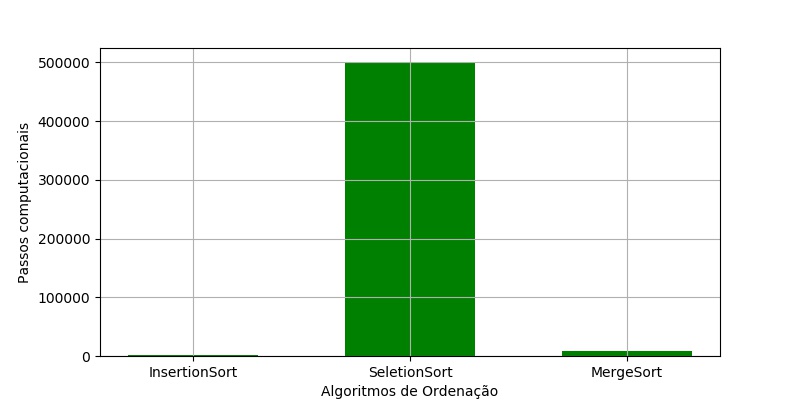 500000
400000
300000
200000
100000
0
Passos computacionais
InsertionSort
SeletionSort
MergeSort
Algoritmos de Ordenação